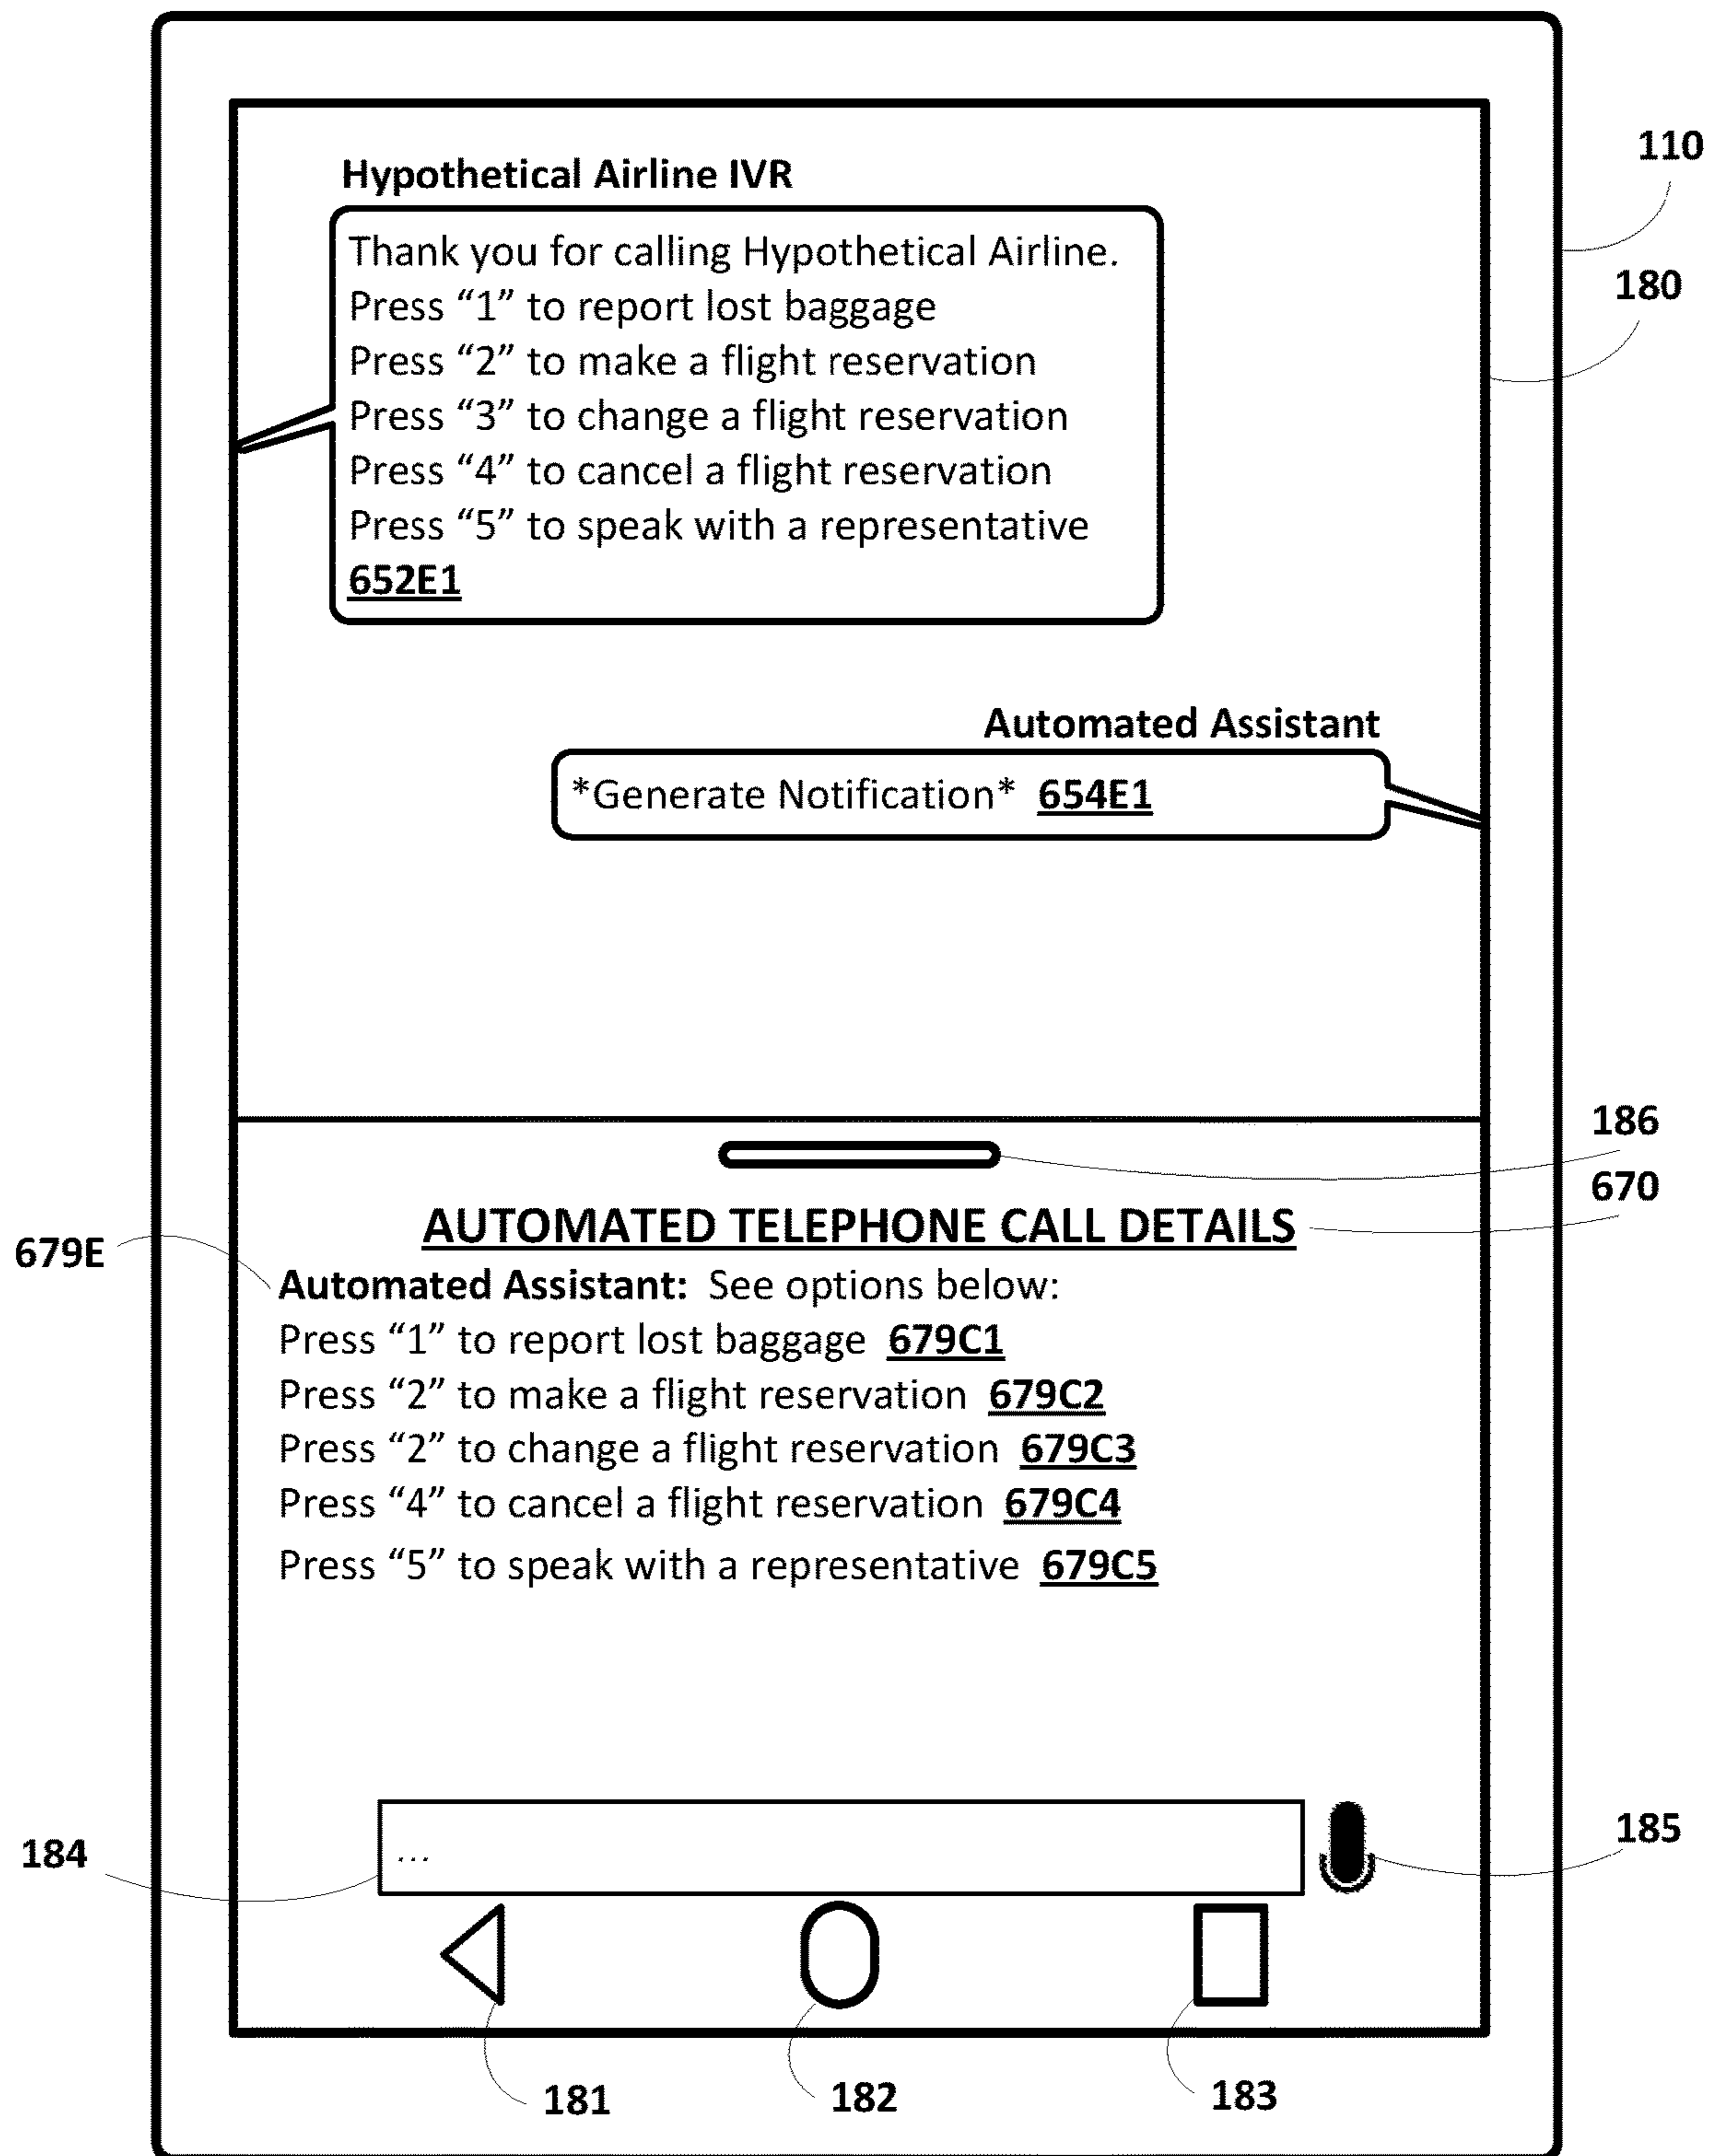 Hypothetical Airline IVR
110
Thank you for calling Hypothetical Airline.
180
Press “1” to report lost baggage
Press “2” to make a flight reservation
Press “3” to change a flight reservation
Press “4” to cancel a flight reservation
Press “5” to speak with a representative
652E1
Automated Assistant
*Generate Notification* 654E1
186
670
AUTOMATED TELEPHONE CALL DETAILS
679E
Automated Assistant: See options below:
Press “1” to report lost baggage 679C1
Press “2” to make a flight reservation 679C2
Press “2” to change a flight reservation 679C3
Press “4” to cancel a flight reservation 679C4
Press “5” to speak with a representative 679C5
184
...
185
181
182
183